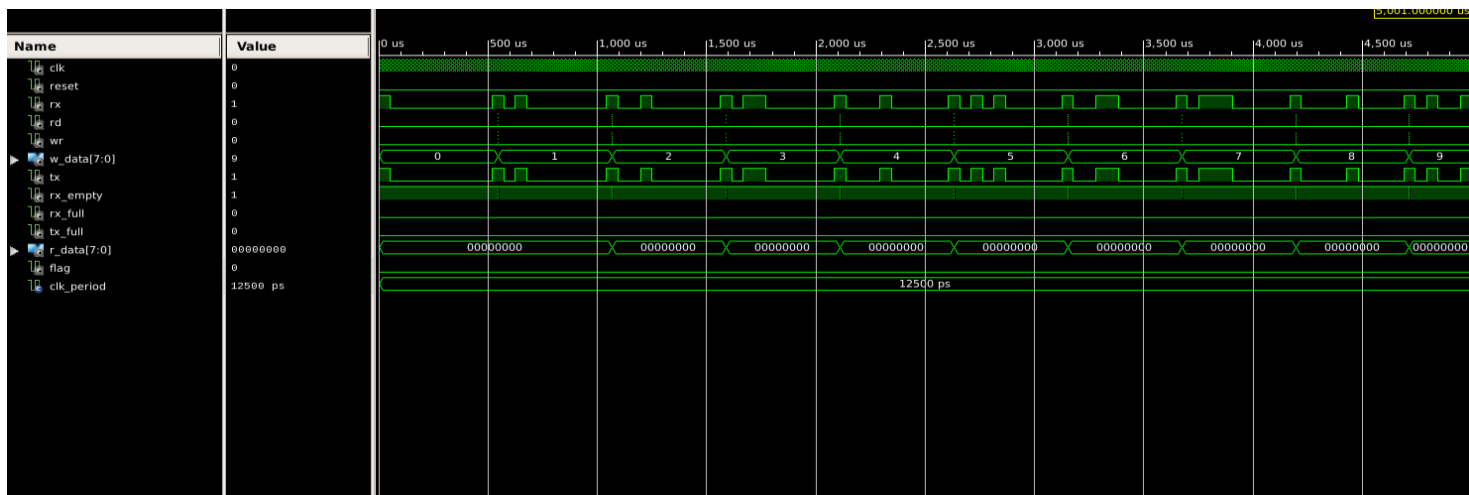 5,001.000000 us
Name Value 0 us 500 us 1,000 us 1,500 us 2,000 us 2,500 us 3,000 us 3,500 us 4,000 us 4,500 us
clk 0
reset 0
rx 1
rd 0
wr 0
w_data[7:0] 9 0 1 2 3 4 5 6 7 8 9
tx 1
rx_empty 1
rx_full 0
tx_full 0
r_data[7:0] 00000000 00000000 00000000 00000000 00000000 00000000 00000000 00000000 00000000 00000000
flag 0
clk_period 12500 ps 12500 ps